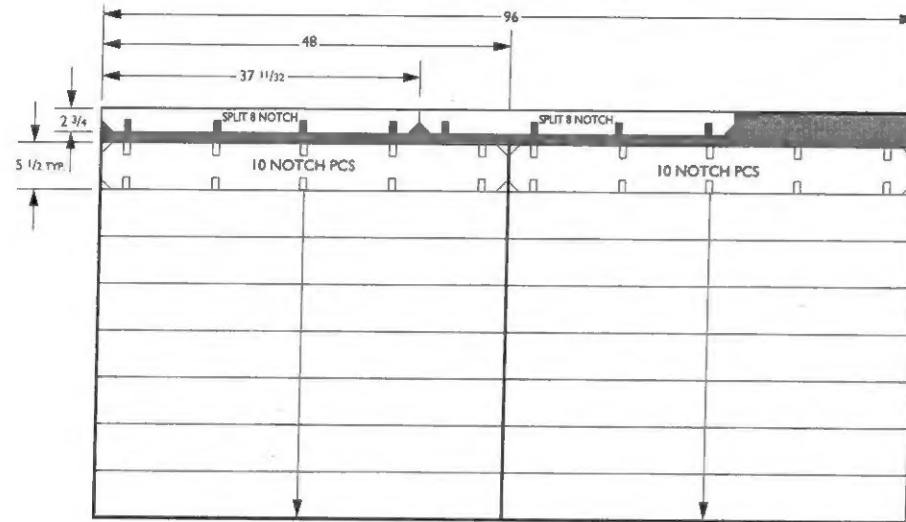 96
48
37 11/32
2 3/4
SPLIT 8 NOTCH
SPLIT 8 NOTCH
5 1/2 TYP.
10 NOTCH PCS
10 NOTCH PCS